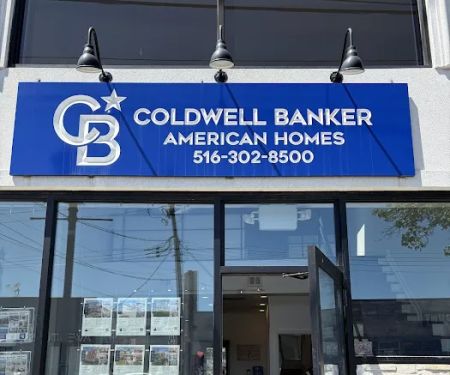 CB
COLDWELL BANKER
AMERICAN HOMES
516-302-8500